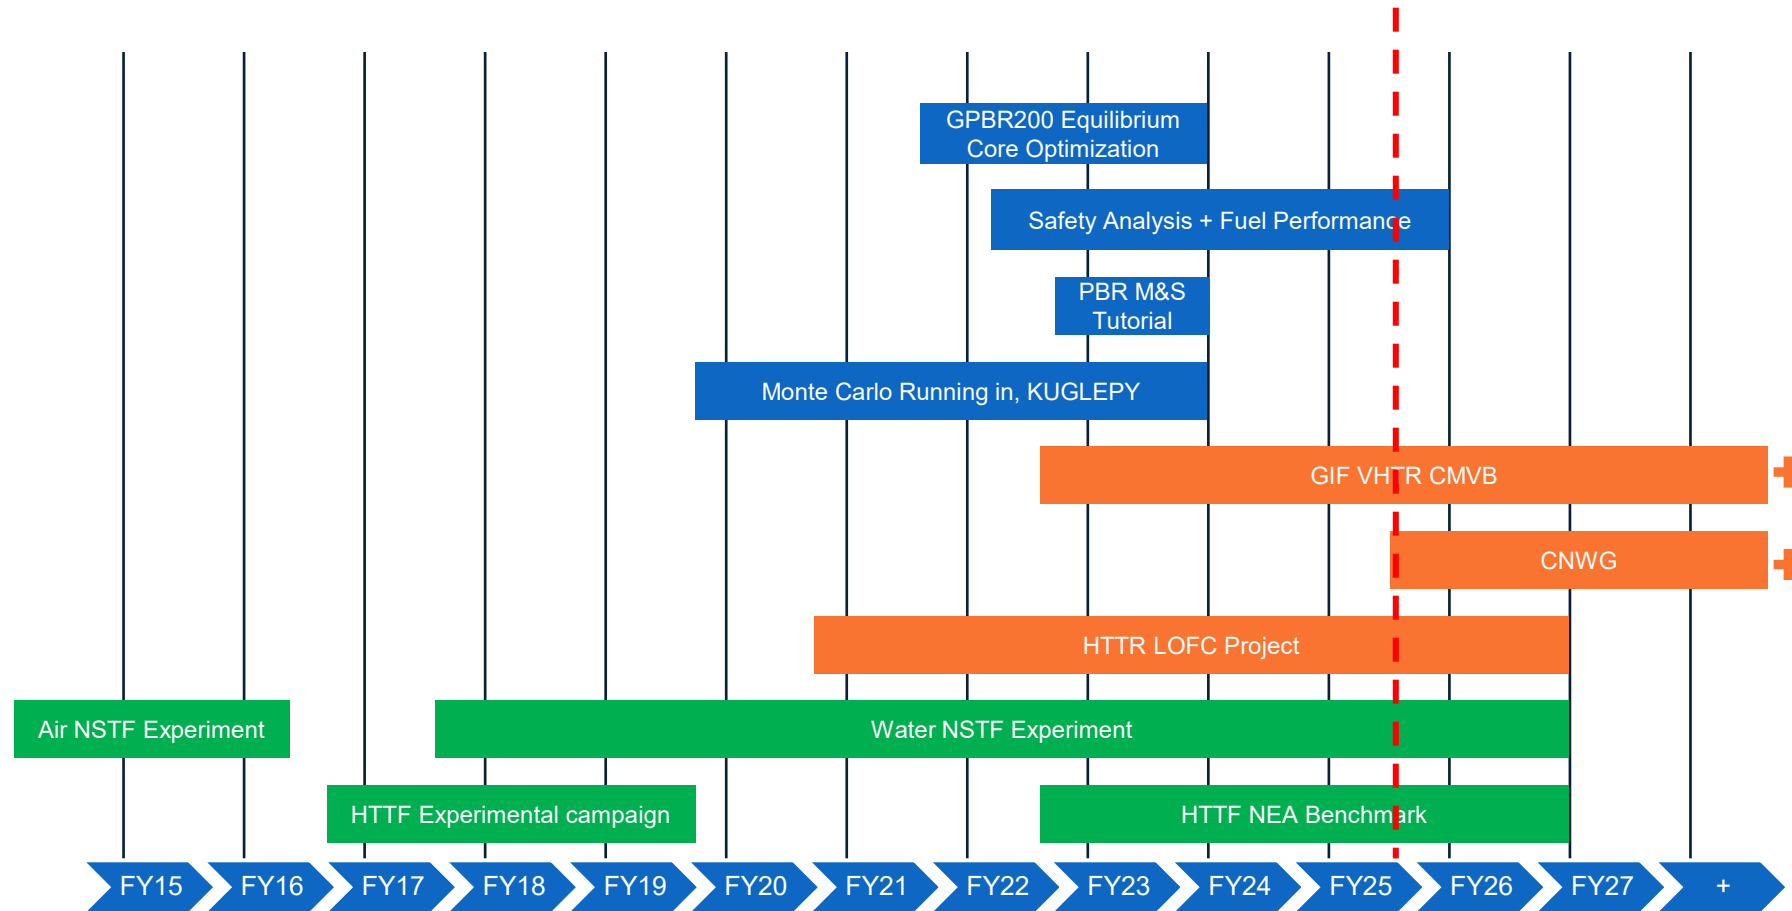 GPBR200 Equilibrium
Core Optimization
Safety Analysis + Fuel Performance
PBR M&S
Tutorial
Monte Carlo Running in, KUGLEPY
GIF VHTR CMVB
CNWG
HTTR LOFC Project
Air NSTF Experiment
Water NSTF Experiment
HTTF Experimental campaign
HTTF NEA Benchmark
FY15
FY16
FY17
FY18
FY19
FY20
FY21
FY22
FY23
FY24
FY25
FY26
FY27
+